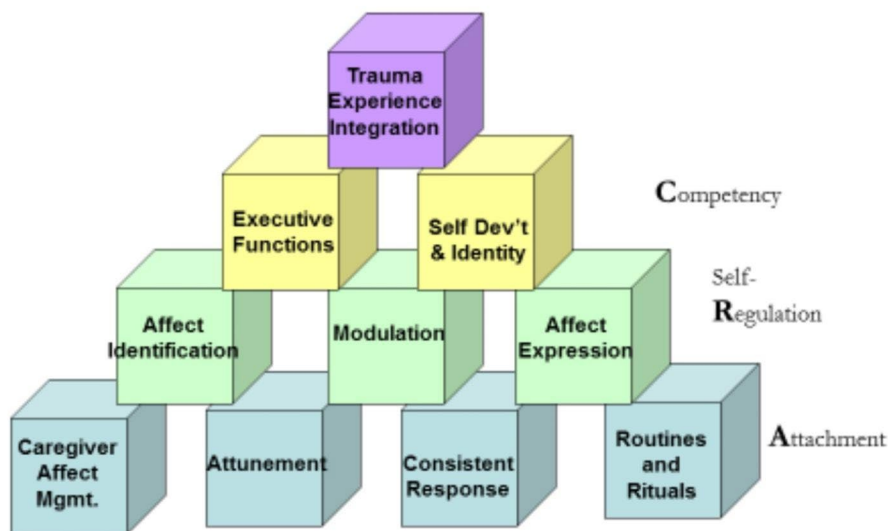 Trauma
Experience
Integration
Executive
Functions
Self Dev't
& Identity
Competency
Affect
Identification
Modulation
Affect
Expression
Self-
Regulation
Caregiver
Affect
Mgmt.
Attunement
Consistent
Response
Routines
and
Rituals
Attachment